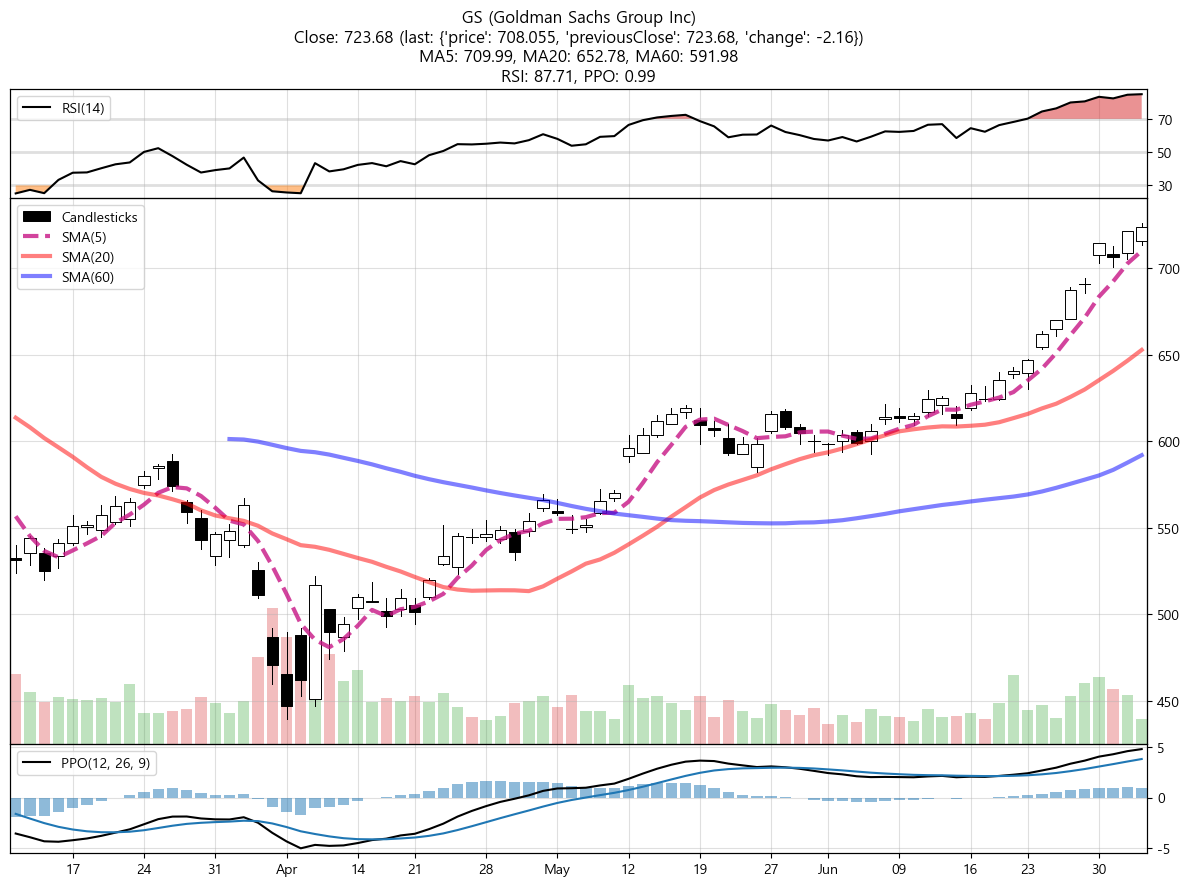 GS (Goldman Sachs Group Inc)
Close: 723.68 (last: {'price': 708.055, 'previousClose': 723.68, 'change': -2.16})
MA5: 709.99, MA20: 652.78, MA60: 591.98
RSI: 87.71, PPO: 0.99
RSI(14)
70
50
30
Candlesticks
SMA(5)
SMA(20)
SMA(60)
700
650
600
550
500
450
PPO(12, 26, 9)
5
0
-5
17 24 31 Apr 14 21 28 May 12 19 27 Jun 09 16 23 30